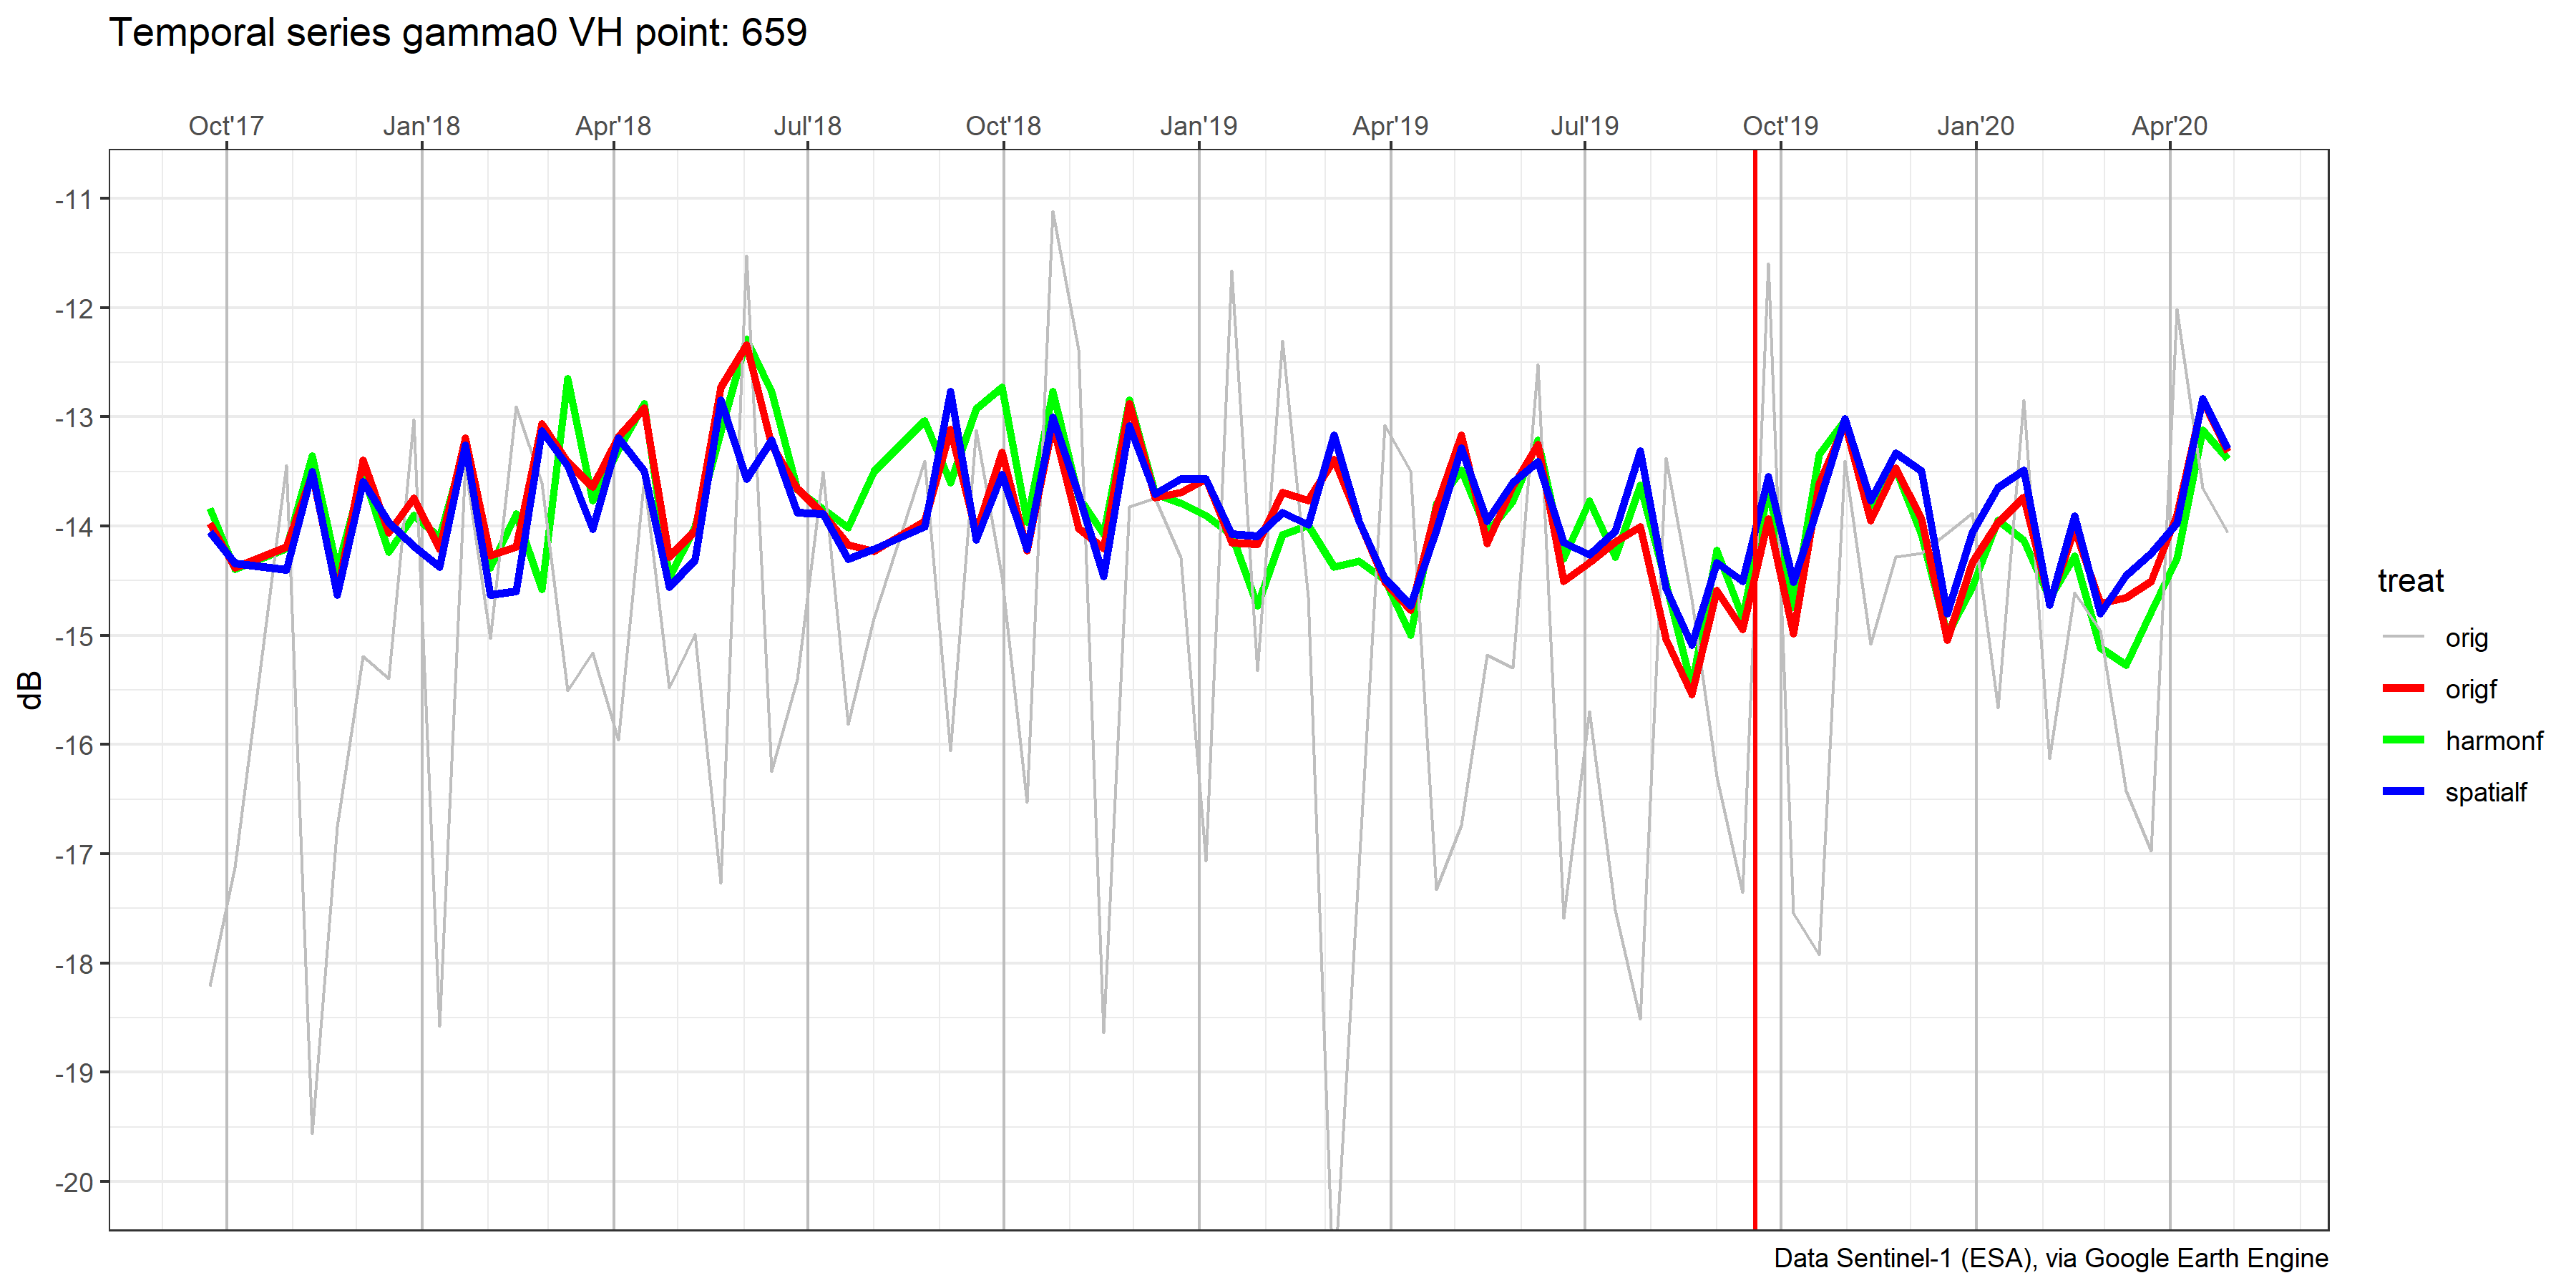 Temporal series gamma0 VH point: 659
Oct'17 Jan'18 Apr'18 Jul'18 Oct'18 Jan'19 Apr'19 Jul'19 Oct'19 Jan'20 Apr'20
-11
-12
-13
-14
-15
-16
-17
-18
-19
-20
dB
treat
orig
origf
harmonf
spatialf
Data Sentinel-1 (ESA), via Google Earth Engine